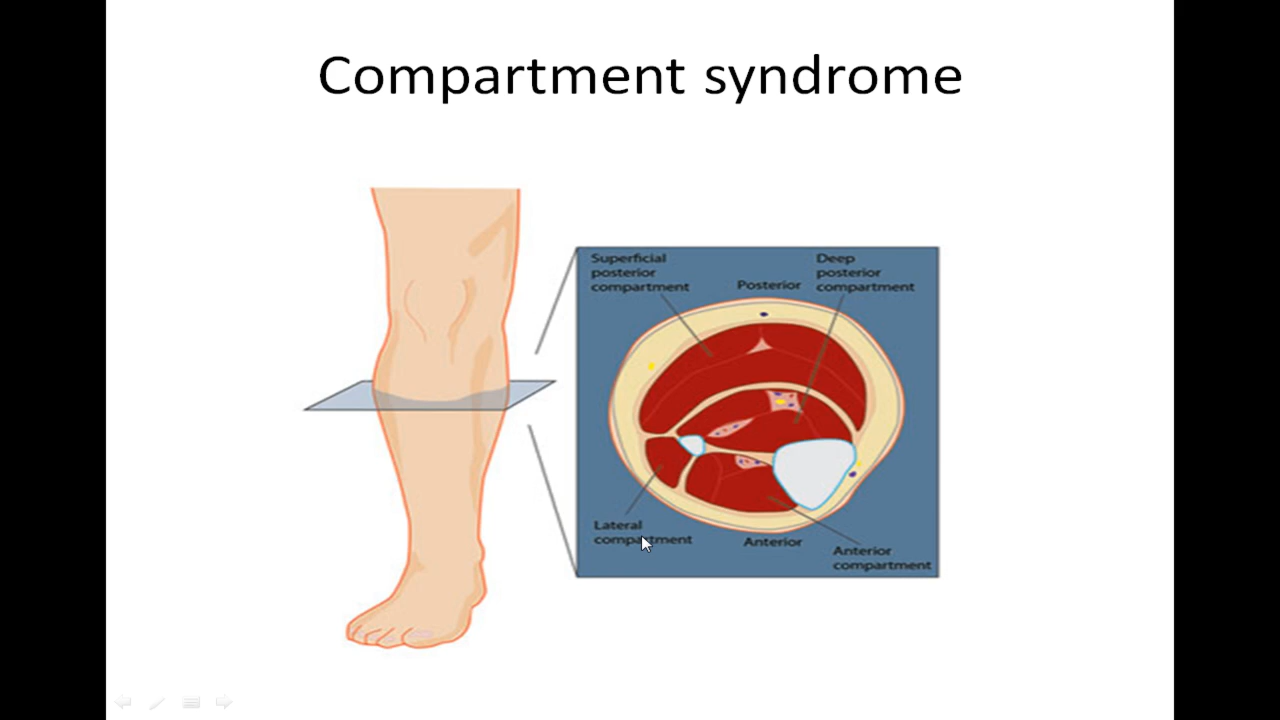 Compartment syndrome
Superficial
posterior
compartment
Posterior
Deep
posterior
compartment
Lateral
compartment
Anterior
Anterior
compartment